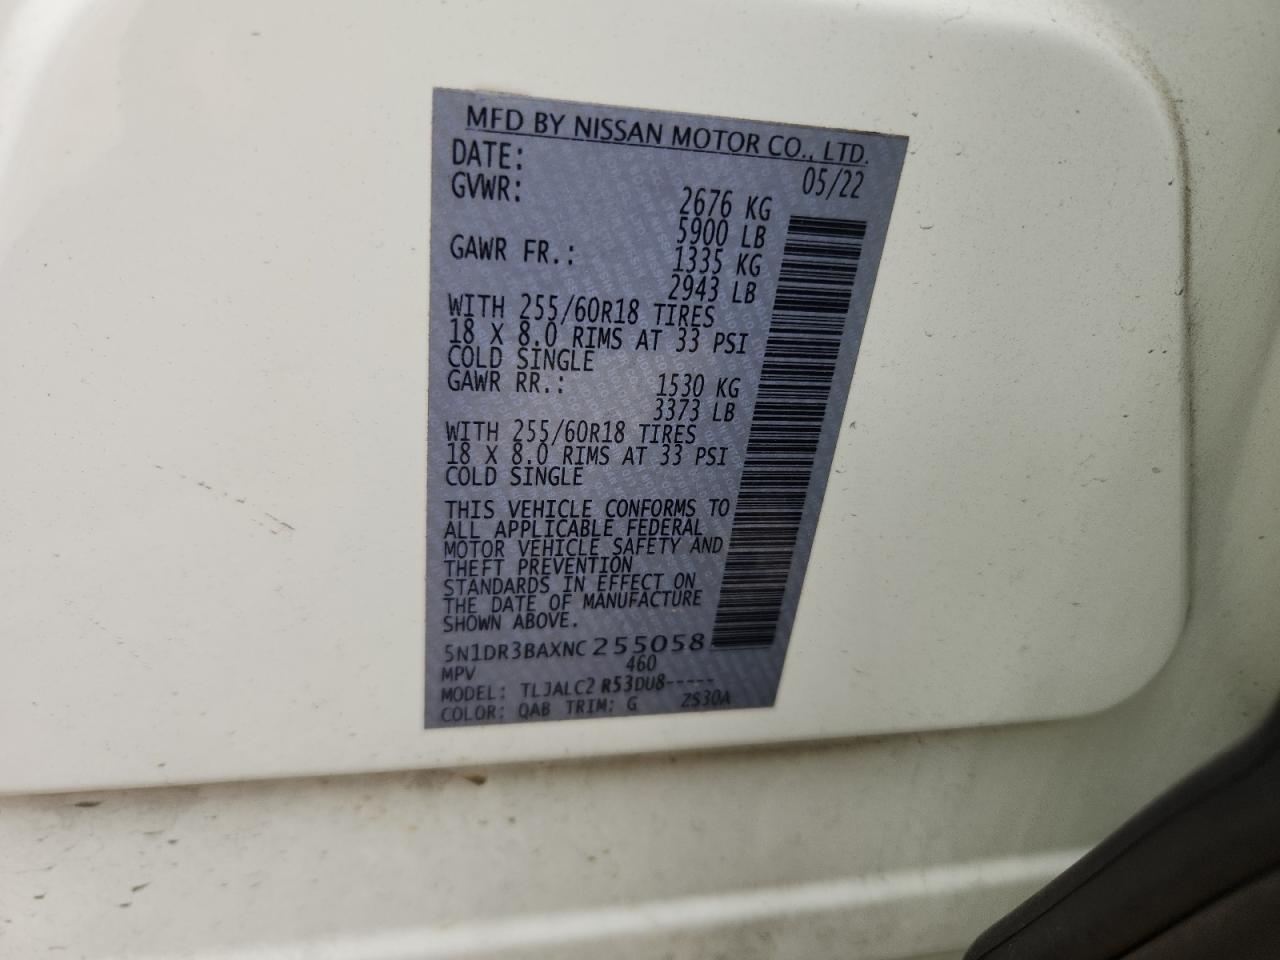 MFD BY NISSAN MOTOR CO., LTD.
DATE: 05/22
GVWR: 2676 KG
5900 LB
GAWR FR.: 1335 KG
2943 LB
WITH 255/60R18 TIRES
18 X 8.0 RIMS AT 33 PSI
COLD SINGLE
GAWR RR.: 1530 KG
3373 LB
WITH 255/60R18 TIRES
18 X 8.0 RIMS AT 33 PSI
COLD SINGLE
THIS VEHICLE CONFORMS TO
ALL APPLICABLE FEDERAL
MOTOR VEHICLE SAFETY AND
THEFT PREVENTION
STANDARDS IN EFFECT ON
THE DATE OF MANUFACTURE
SHOWN ABOVE.
5N1DR3BAXNC255058
MPV 460
MODEL: TLJALC2 R53DU8-----
COLOR: QAB TRIM: G ZS30A